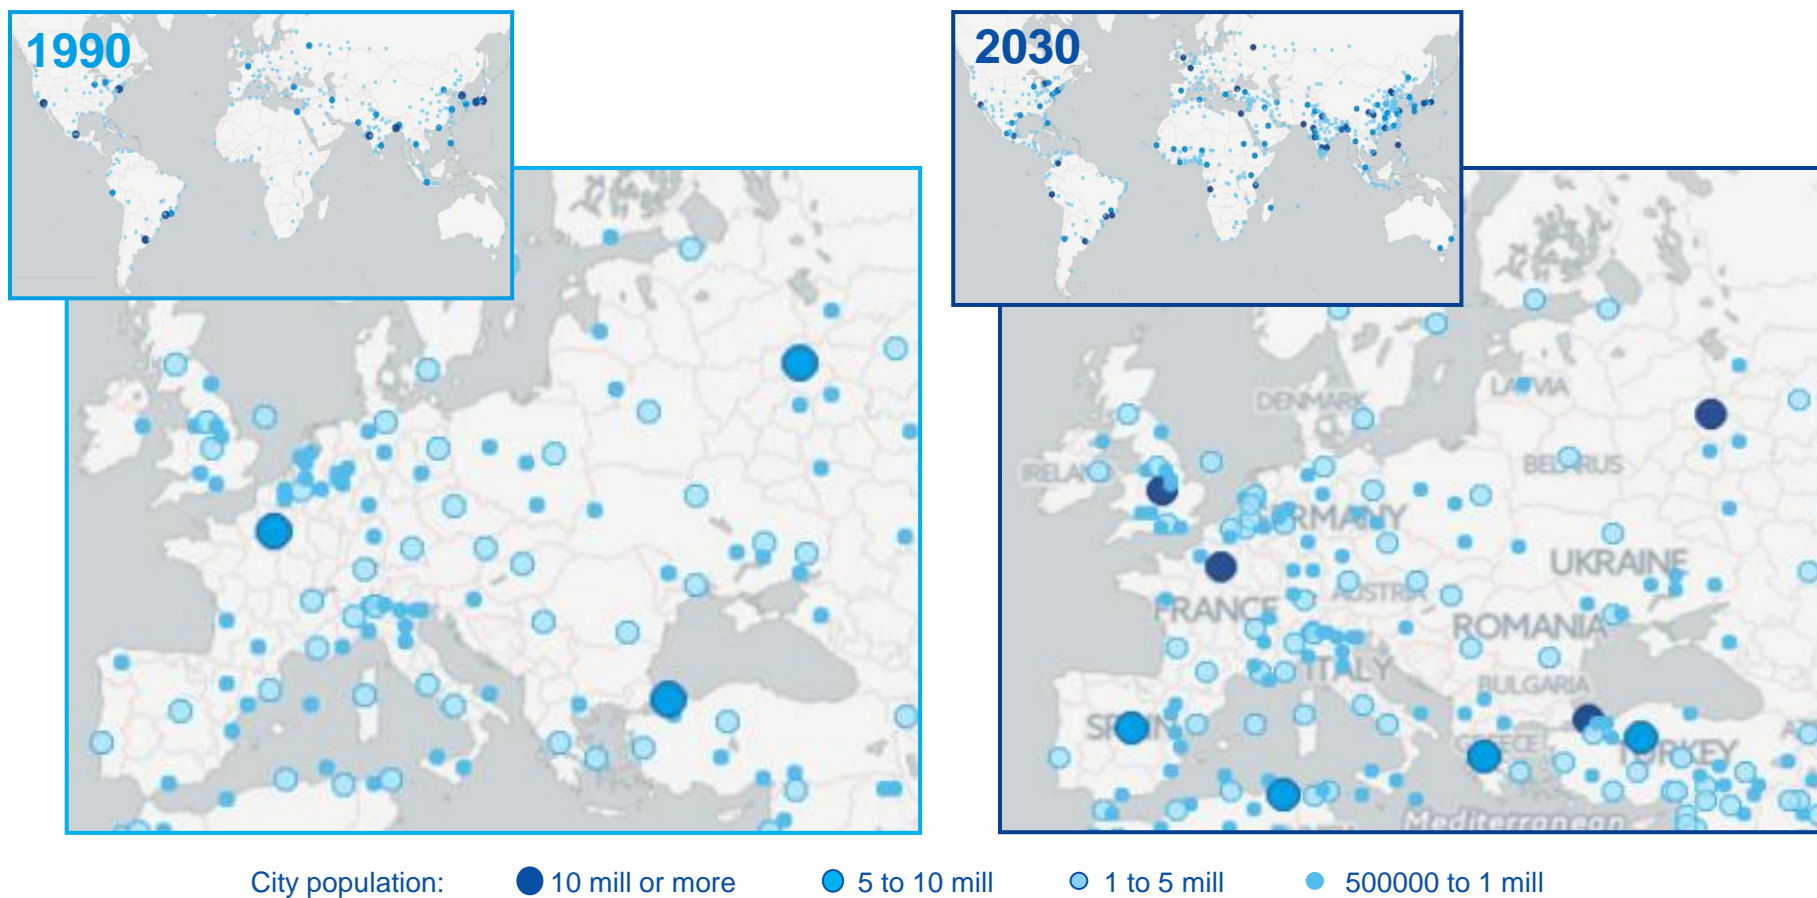 1990
2030
DENMARK
LATVIA
IRELAND
BELARUS
GERMANY
UKRAINE
FRANCE
AUSTRIA
ROMANIA
ITALY
BULGARIA
SPAIN
GREECE
TURKEY
Mediterranean
City population: 10 mill or more 5 to 10 mill 1 to 5 mill 500000 to 1 mill